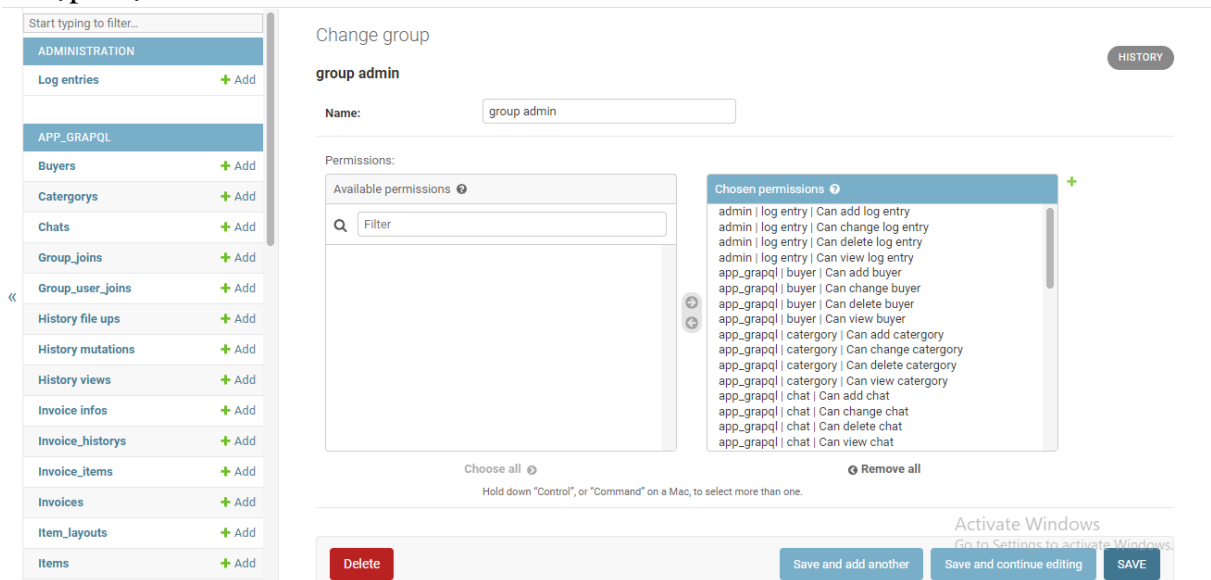 Start typing to filter...
ADMINISTRATION
Log entries + Add
APP_GRAPQL
Buyers + Add
Catergorys + Add
Chats + Add
Group_joins + Add
Group_user_joins + Add
History file ups + Add
History mutations + Add
History views + Add
Invoice infos + Add
Invoice_historys + Add
Invoice_items + Add
Invoices + Add
Item_layouts + Add
Items + Add
«
Change group
HISTORY
group admin
Name: group admin
Permissions:
Available permissions ?
Filter
Choose all
Chosen permissions ?
+
admin | log entry | Can add log entry
admin | log entry | Can change log entry
admin | log entry | Can delete log entry
admin | log entry | Can view log entry
app_grapql | buyer | Can add buyer
app_grapql | buyer | Can change buyer
app_grapql | buyer | Can delete buyer
app_grapql | buyer | Can view buyer
app_grapql | catergory | Can add catergory
app_grapql | catergory | Can change catergory
app_grapql | catergory | Can delete catergory
app_grapql | catergory | Can view catergory
app_grapql | chat | Can add chat
app_grapql | chat | Can change chat
app_grapql | chat | Can delete chat
app_grapql | chat | Can view chat
Remove all
Hold down "Control", or "Command" on a Mac, to select more than one.
Activate Windows
Go to Settings to activate Windows.
Delete
Save and add another
Save and continue editing
SAVE